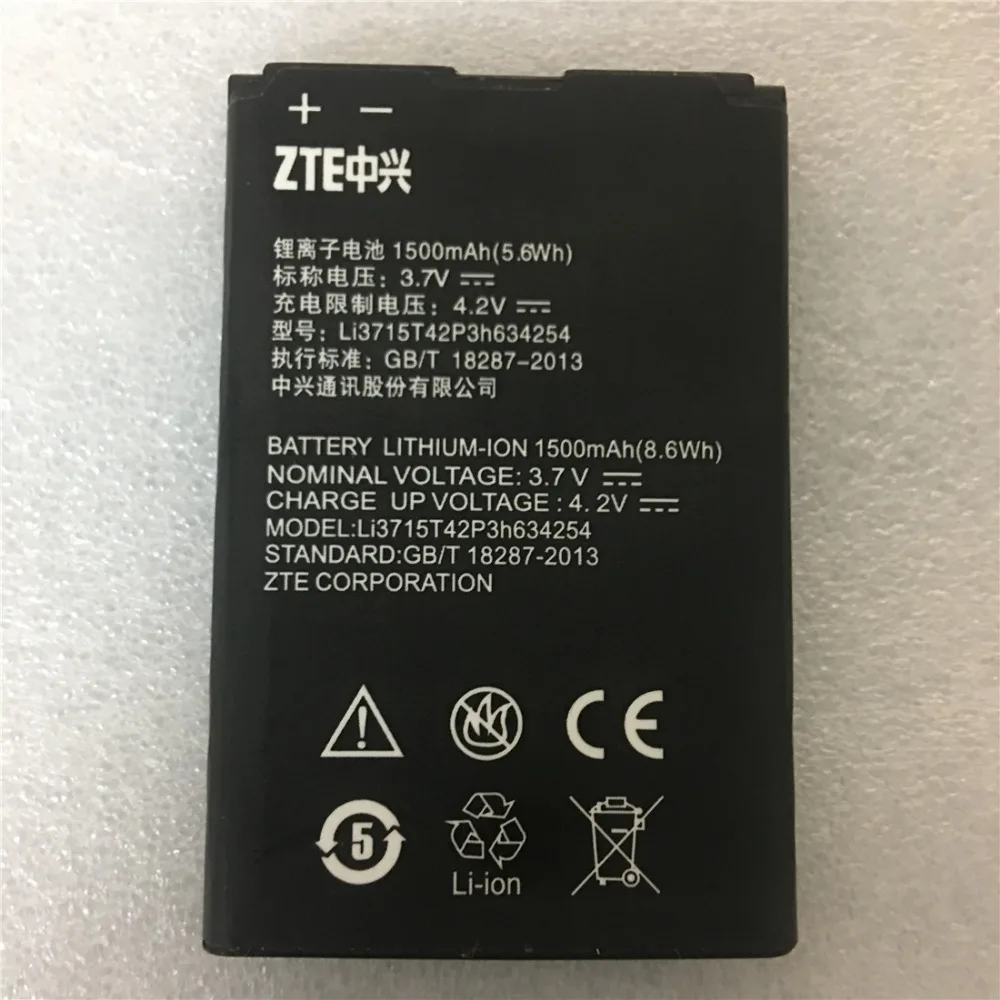 + −
ZTE中兴
锂离子电池 1500mAh(5.6Wh)
标称电压: 3.7V ⎓
充电限制电压: 4.2V ⎓
型号: Li3715T42P3h634254
执行标准: GB/T 18287-2013
中兴通讯股份有限公司
BATTERY LITHIUM-ION 1500mAh(8.6Wh)
NOMINAL VOLTAGE: 3.7 V ⎓
CHARGE UP VOLTAGE : 4. 2V ⎓
MODEL:Li3715T42P3h634254
STANDARD:GB/T 18287-2013
ZTE CORPORATION
!
CE
5
Li-ion